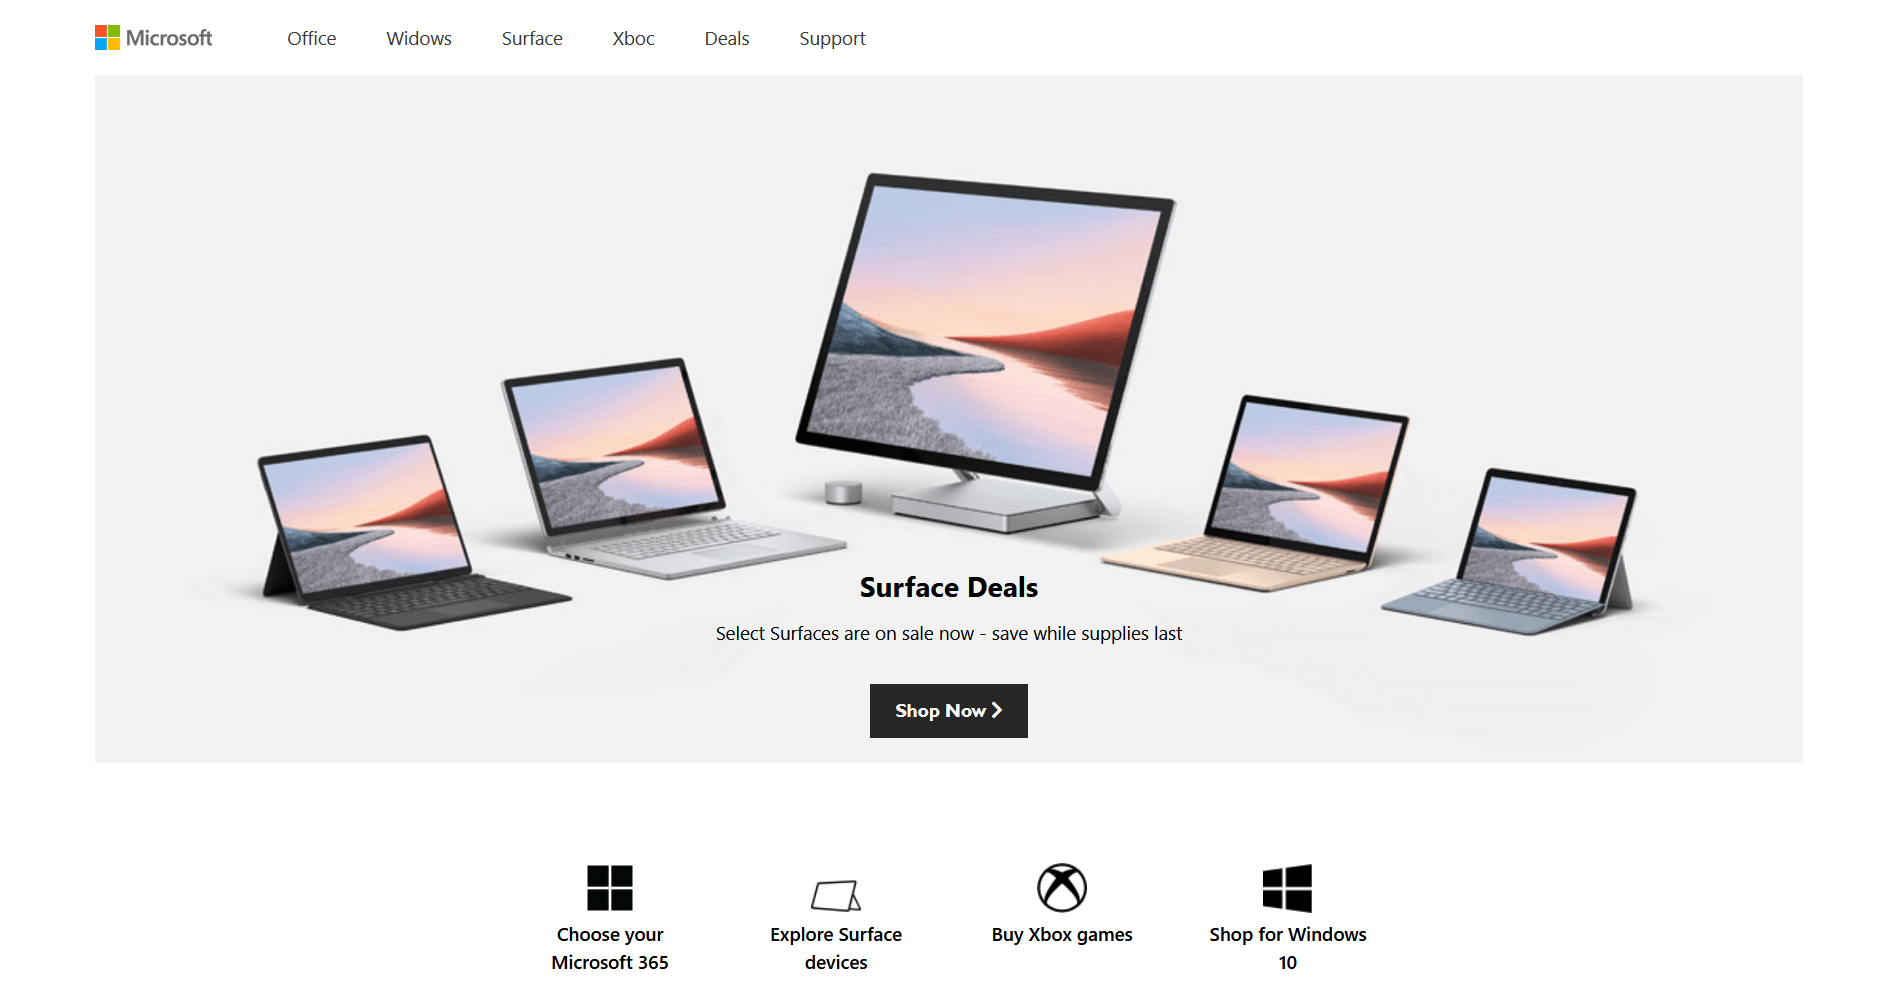 Microsoft
Office
Widows
Surface
Xboc
Deals
Support
Surface Deals
Select Surfaces are on sale now - save while supplies last
Shop Now
Choose your
Microsoft 365
Explore Surface
devices
Buy Xbox games
Shop for Windows
10